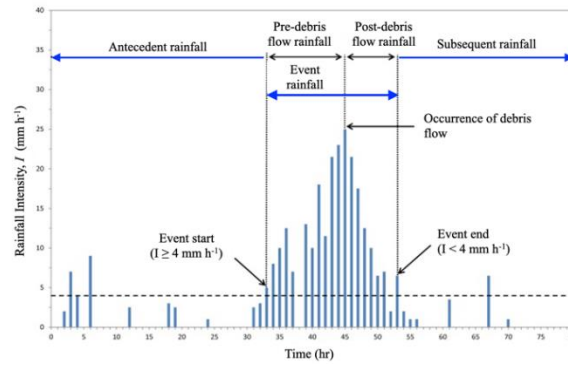 Pre-debris Post-debris
Antecedent rainfall flow rainfall flow rainfall Subsequent rainfall
Event
rainfall
Occurrence of debris
flow
Event start
(I ≥ 4 mm h⁻¹)
Event end
(I < 4 mm h⁻¹)
Rainfall Intensity, I (mm h⁻¹)
40
35
30
25
20
15
10
5
0
0 5 10 15 20 25 30 35 40 45 50 55 60 65 70 75 80
Time (hr)